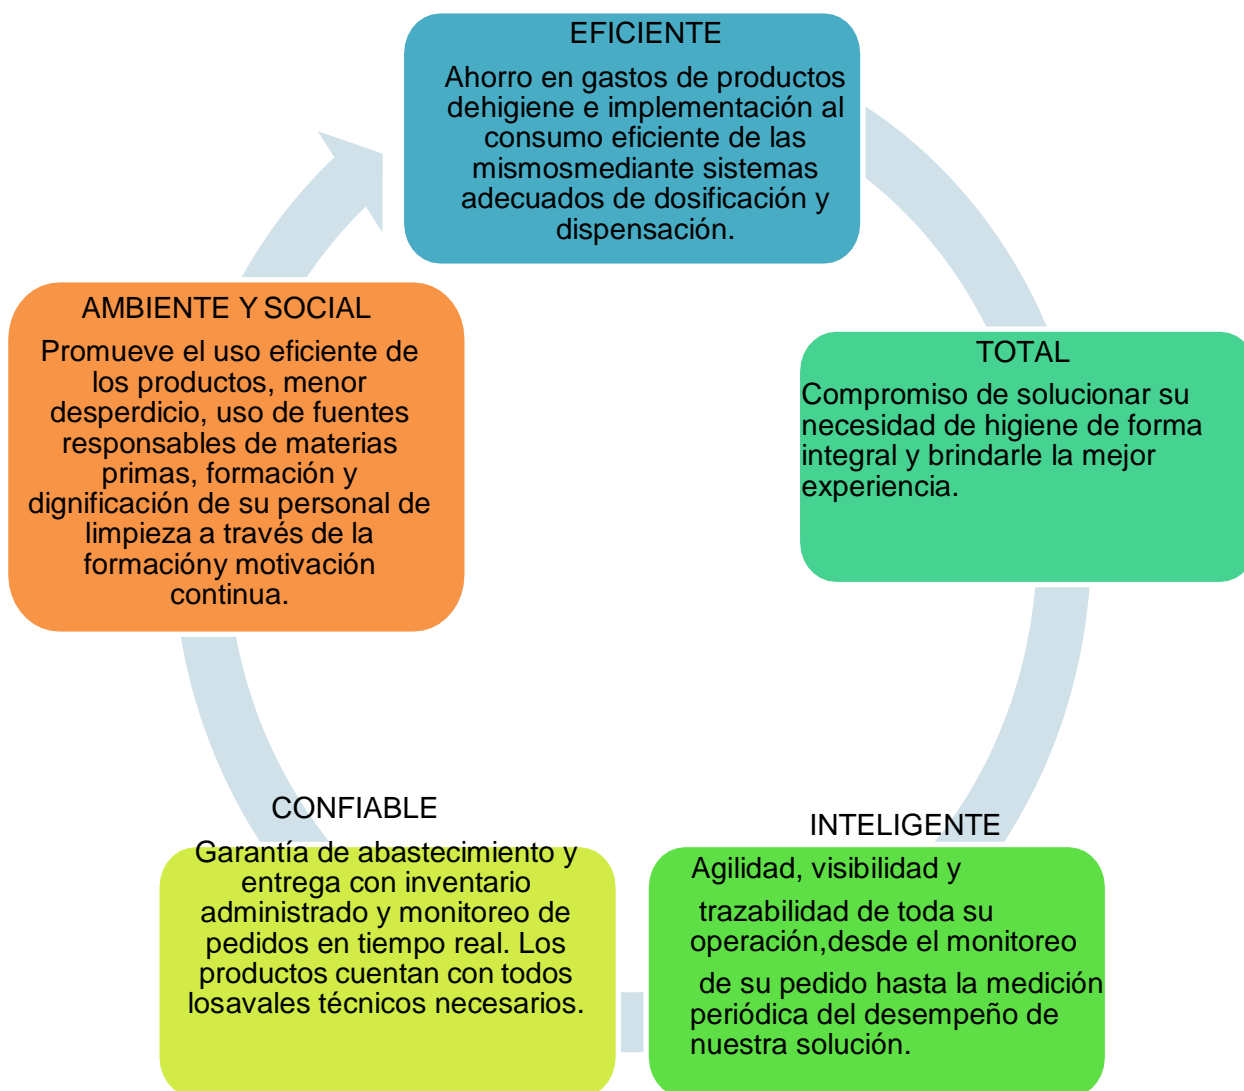 EFICIENTE
Ahorro en gastos de productos
dehigiene e implementación al
consumo eficiente de las
mismosmediante sistemas
adecuados de dosificación y
dispensación.
TOTAL
Compromiso de solucionar su
necesidad de higiene de forma
integral y brindarle la mejor
experiencia.
INTELIGENTE
Agilidad, visibilidad y
trazabilidad de toda su
operación,desde el monitoreo
de su pedido hasta la medición
periódica del desempeño de
nuestra solución.
CONFIABLE
Garantía de abastecimiento y
entrega con inventario
administrado y monitoreo de
pedidos en tiempo real. Los
productos cuentan con todos
losavales técnicos necesarios.
AMBIENTE Y SOCIAL
Promueve el uso eficiente de
los productos, menor
desperdicio, uso de fuentes
responsables de materias
primas, formación y
dignificación de su personal de
limpieza a través de la
formacióny motivación
continua.